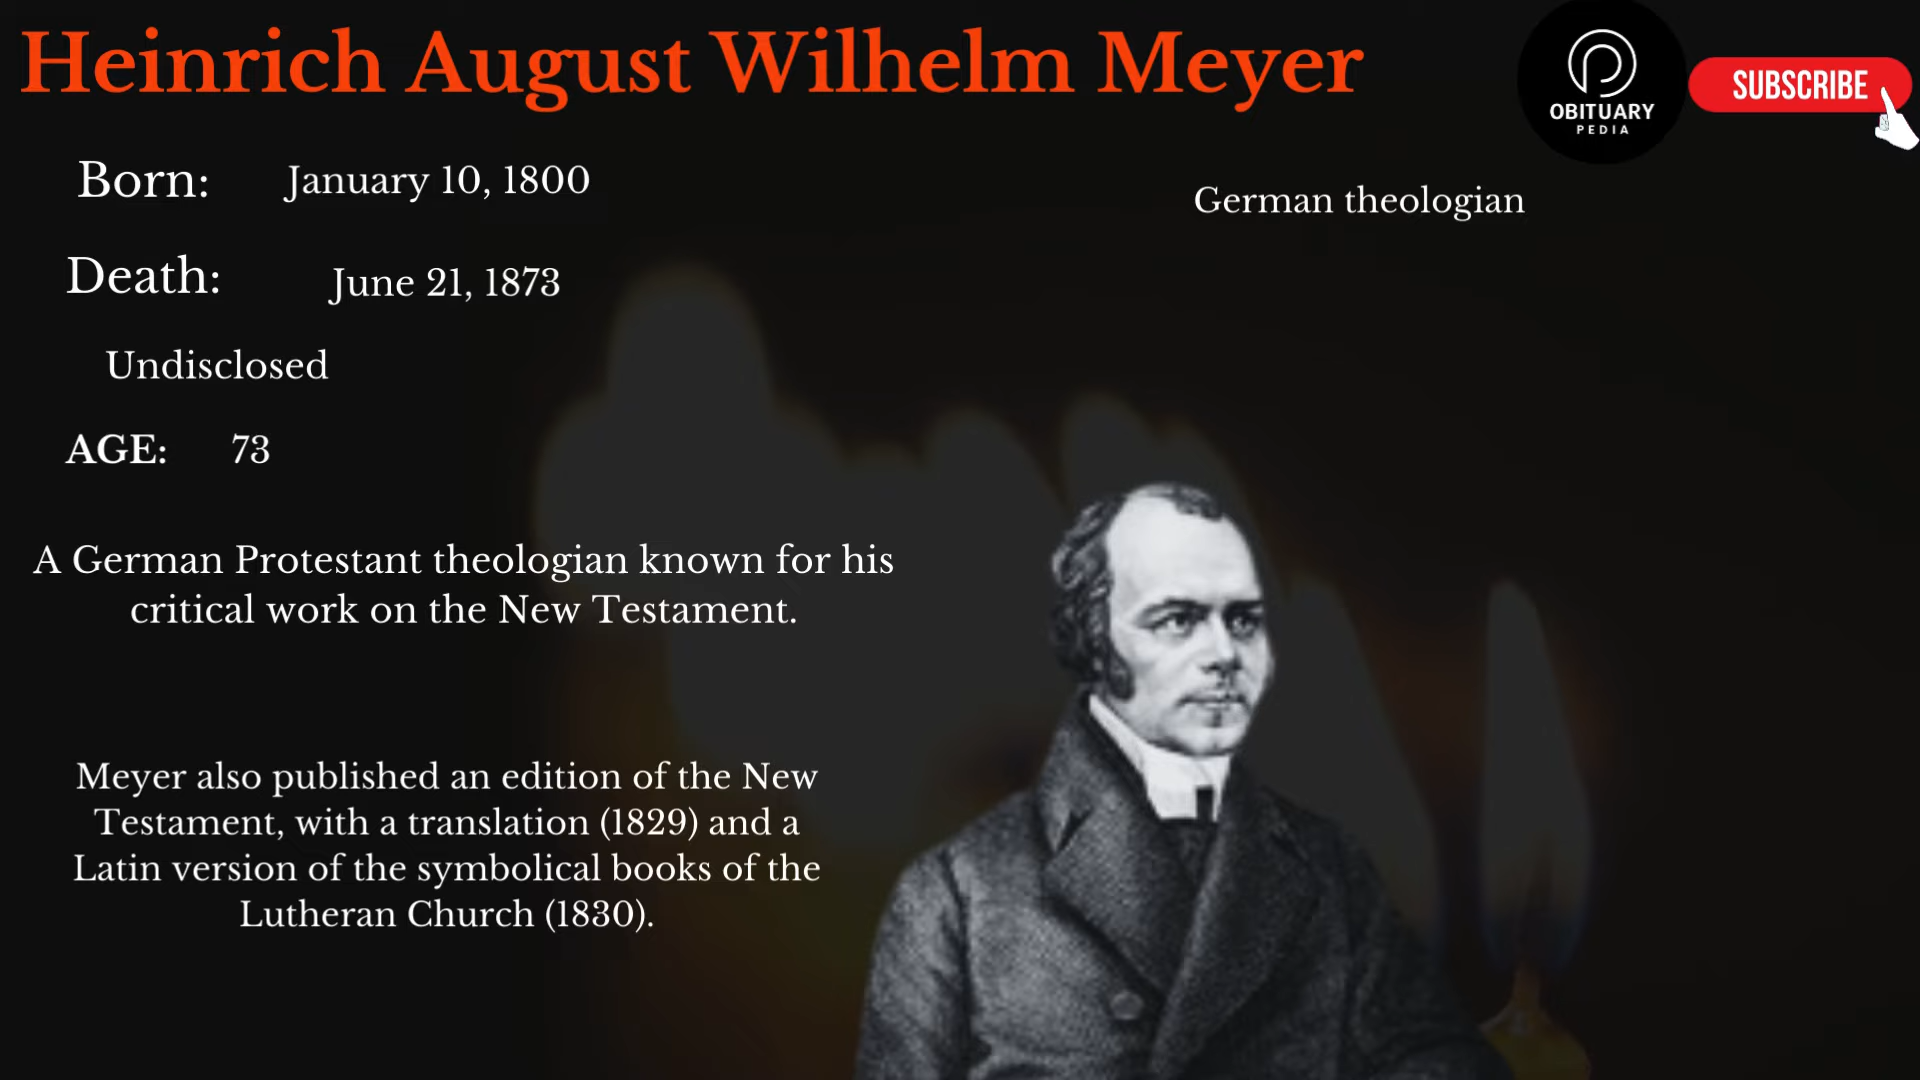 Heinrich August Wilhelm Meyer
OBITUARY
PEDIA
SUBSCRIBE
Born: January 10, 1800
German theologian
Death: June 21, 1873
Undisclosed
AGE: 73
A German Protestant theologian known for his
critical work on the New Testament.
Meyer also published an edition of the New
Testament, with a translation (1829) and a
Latin version of the symbolical books of the
Lutheran Church (1830).